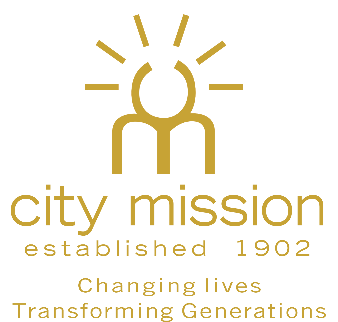 city mission
established 1902
Changing lives
Transforming Generations